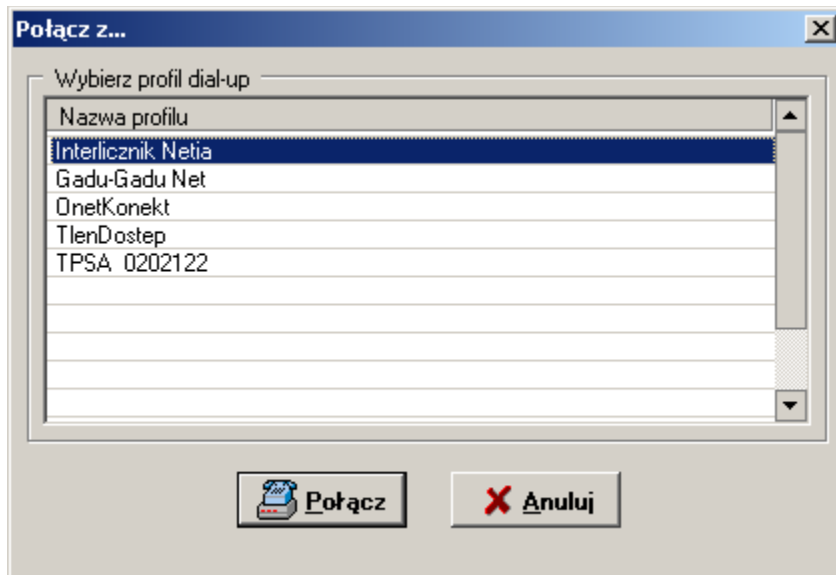 Połącz z...
Wybierz profil dial-up
Nazwa profilu
Interlicznik Netia
Gadu-Gadu Net
OnetKonekt
TlenDostep
TPSA 0202122
Połącz
Anuluj